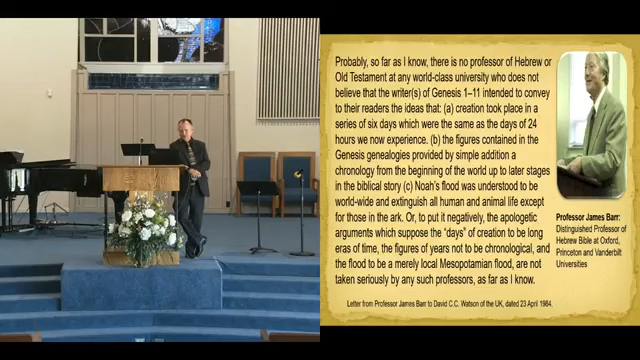 Probably, so far as I know, there is no professor of Hebrew or
Old Testament at any world-class university who does not
believe that the writer(s) of Genesis 1–11 intended to convey
to their readers the ideas that: (a) creation took place in a
series of six days which were the same as the days of 24
hours we now experience. (b) the figures contained in the
Genesis genealogies provided by simple addition a
chronology from the beginning of the world up to later stages
in the biblical story (c) Noah's flood was understood to be
world-wide and extinguish all human and animal life except
for those in the ark. Or, to put it negatively, the apologetic
arguments which suppose the "days" of creation to be long
eras of time, the figures of years not to be chronological, and
the flood to be a merely local Mesopotamian flood, are not
taken seriously by any such professors, as far as I know.
Letter from Professor James Barr to David C.C. Watson of the UK, dated 23 April 1984.
Professor James Barr:
Distinguished Professor of
Hebrew Bible at Oxford,
Princeton and Vanderbilt
Universities